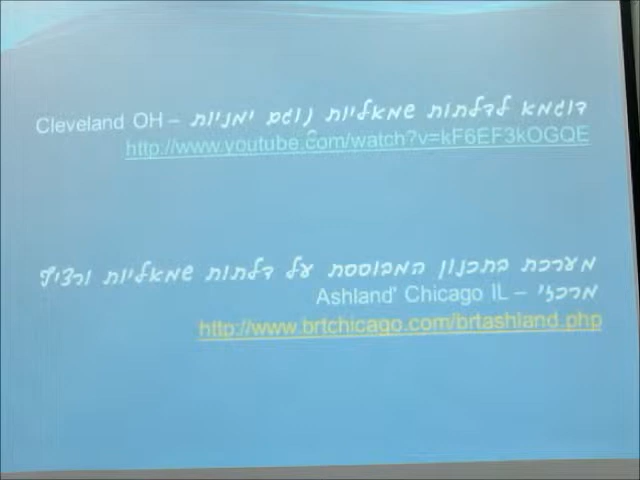 דוגמא לדלתות שמאליות וגם ימניות – Cleveland OH
http://www.youtube.com/watch?v=kF6EF3kOGQE
מערכת בתכנון המבוססת על דלתות שמאליות ורציף
מרכזי – Ashland' Chicago IL
http://www.brtchicago.com/brtashland.php